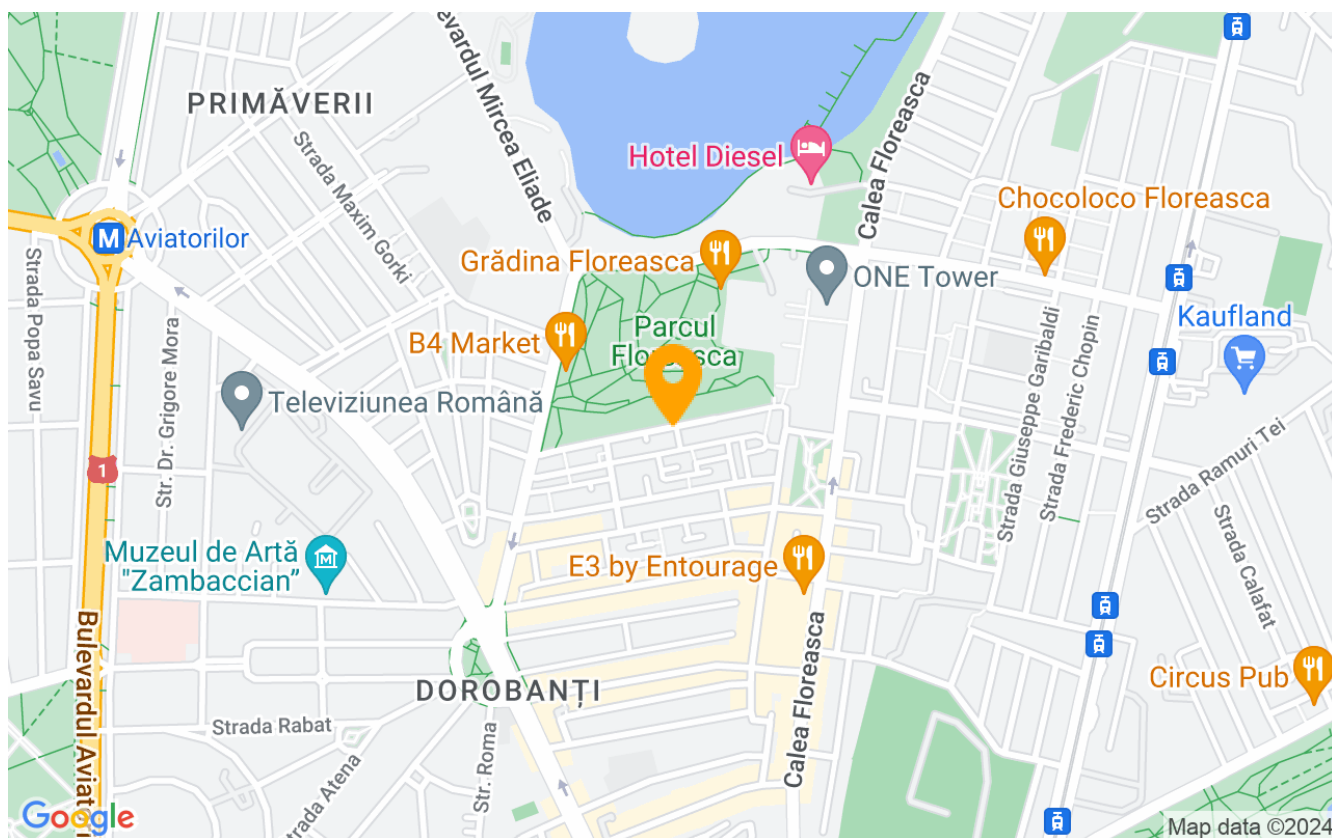 evardul Mircea Eliade
PRIMĂVERII
Strada Maxim Gorki
Hotel Diesel
Calea Floreasca
Chocoloco Floreasca
M Aviatorilor
Grădina Floreasca
ONE Tower
Strada Popa Savu
Str. Dr. Grigore Mora
B4 Market
Parcul
Floreasca
Kaufland
Televiziunea Română
Strada Giuseppe Garibaldi
Strada Frederic Chopin
1
Strada Ramuri Tei
Muzeul de Artă
"Zambaccian”
E3 by Entourage
Strada Calafat
Bulevardul Aviatori
DOROBANȚI
Calea Floreasca
Circus Pub
Strada Rabat
Str. Roma
trada Atena
Google
Map data ©2024